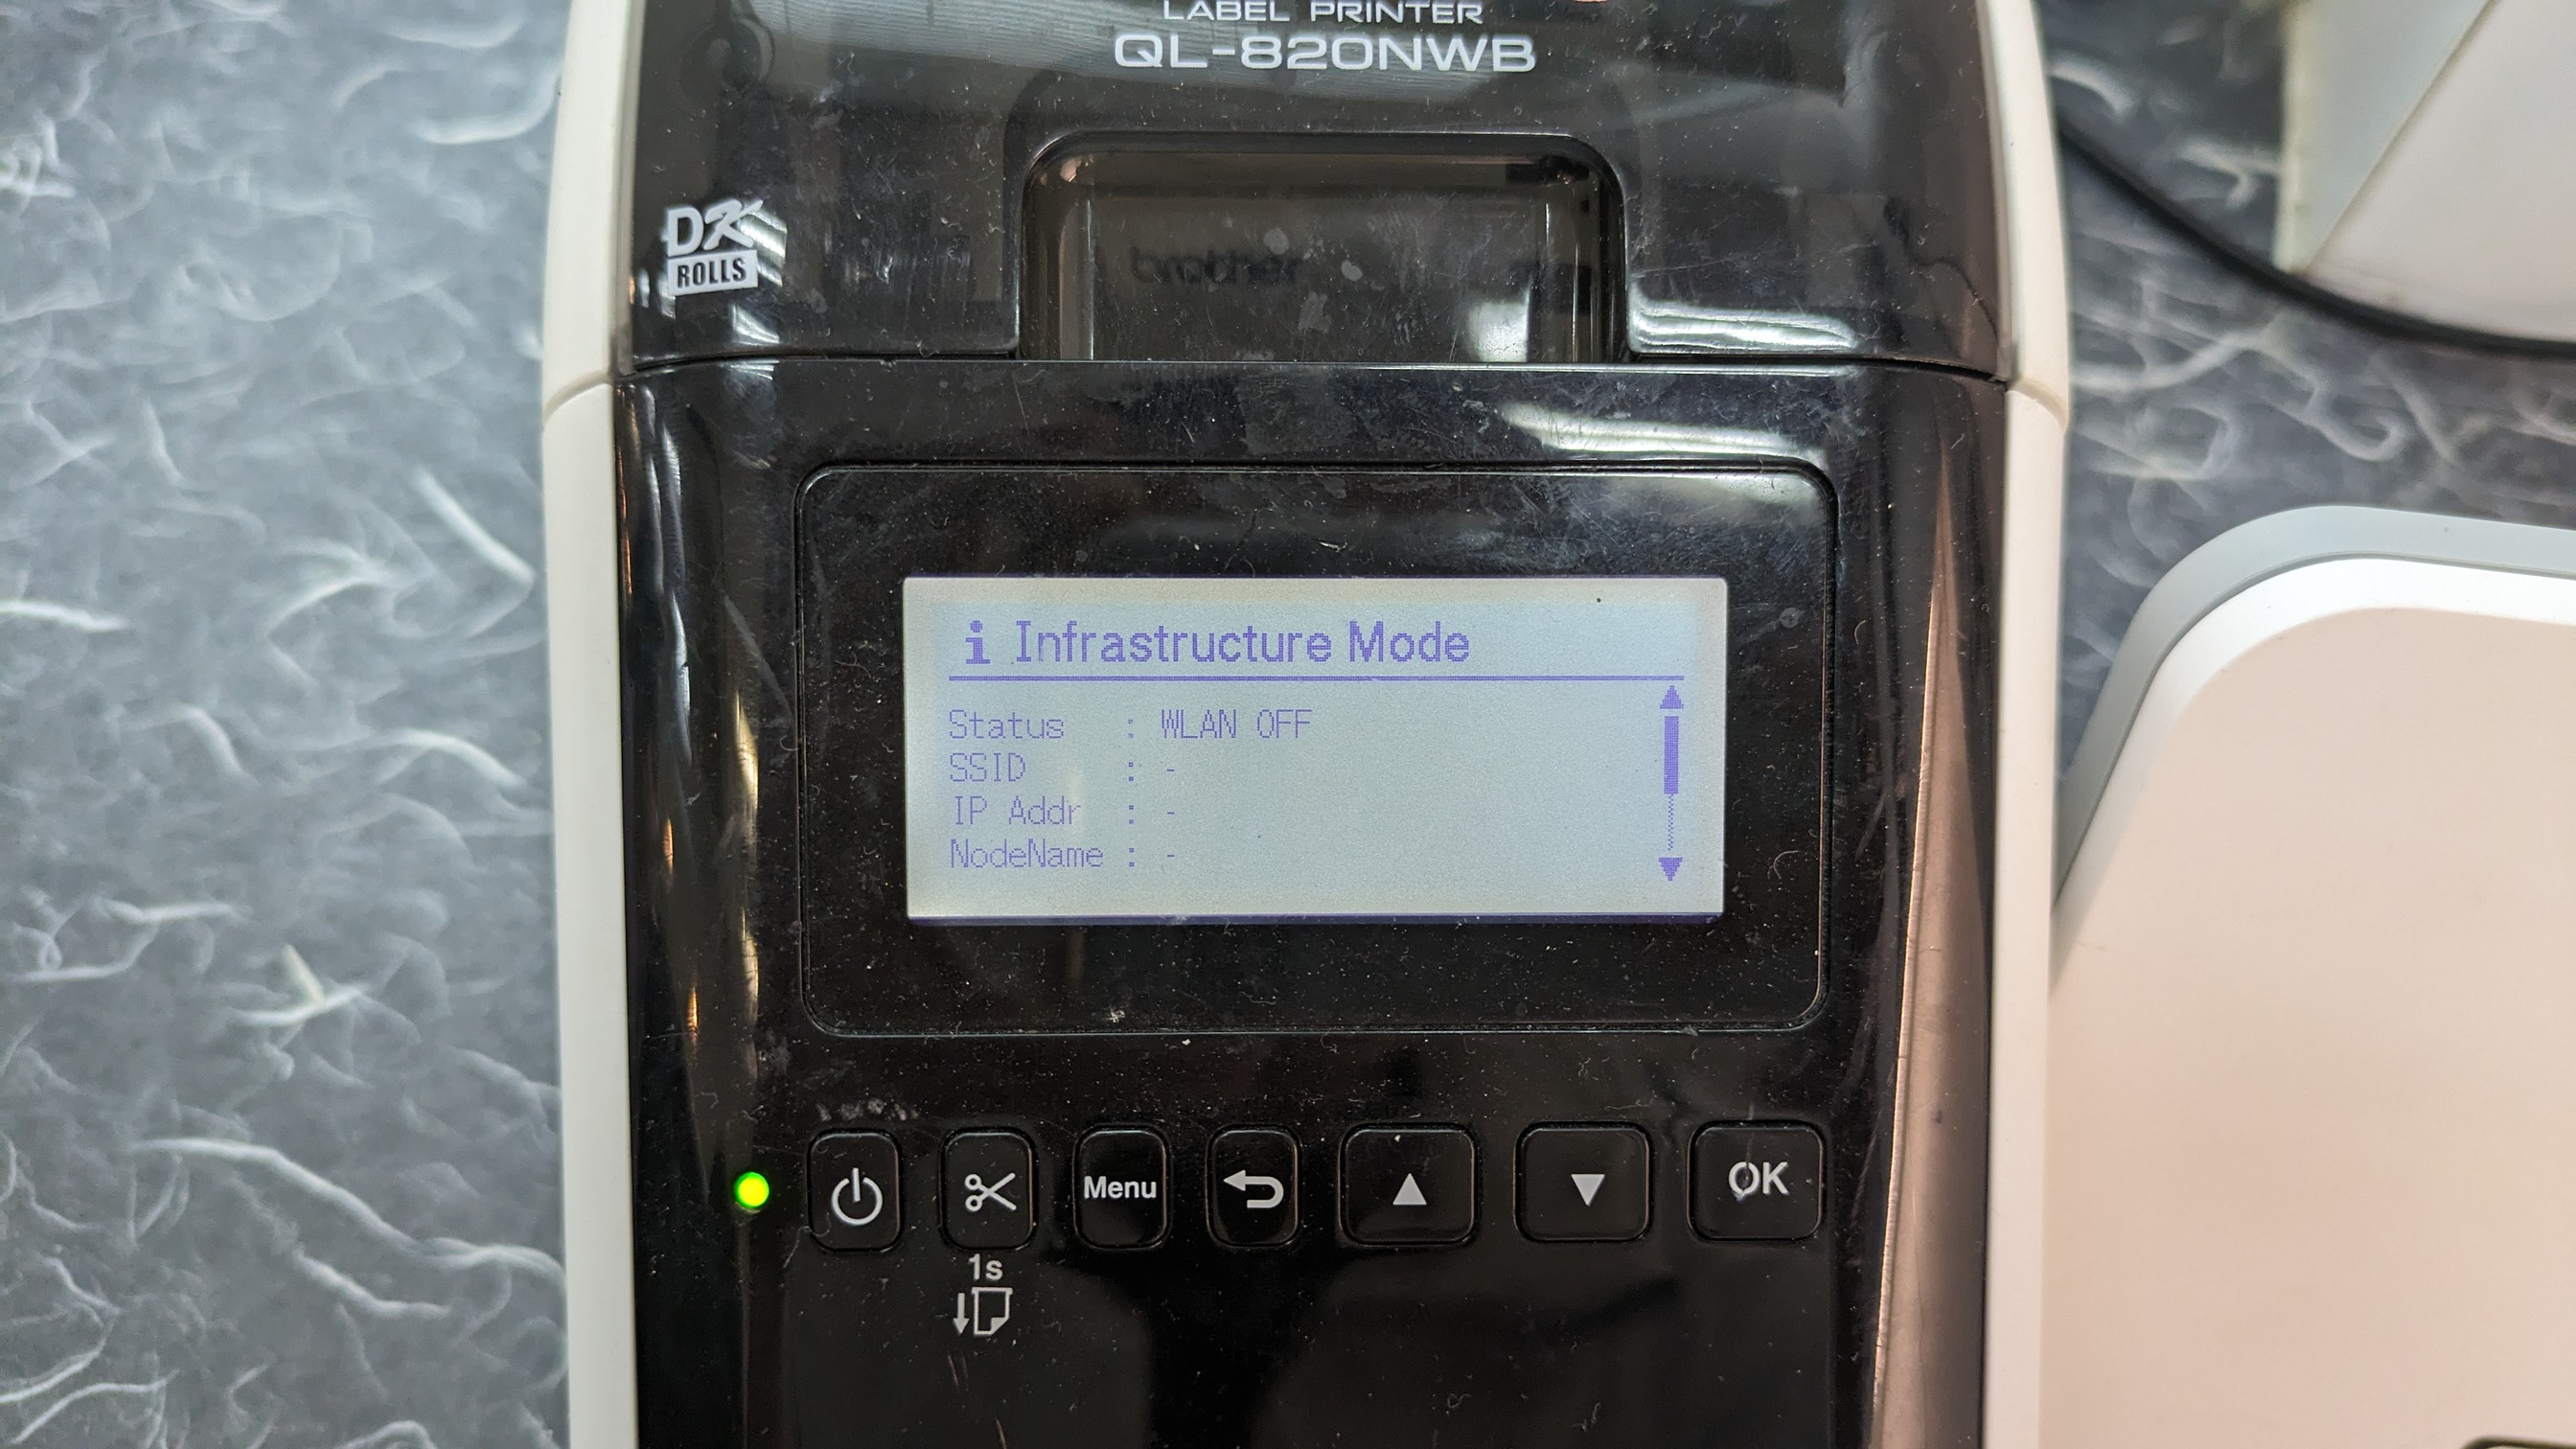 LABEL PRINTER
QL-820NWB
DK
ROLLS
brother
i Infrastructure Mode
Status : WLAN OFF
SSID : -
IP Addr : -
NodeName : -
Menu
OK
1s